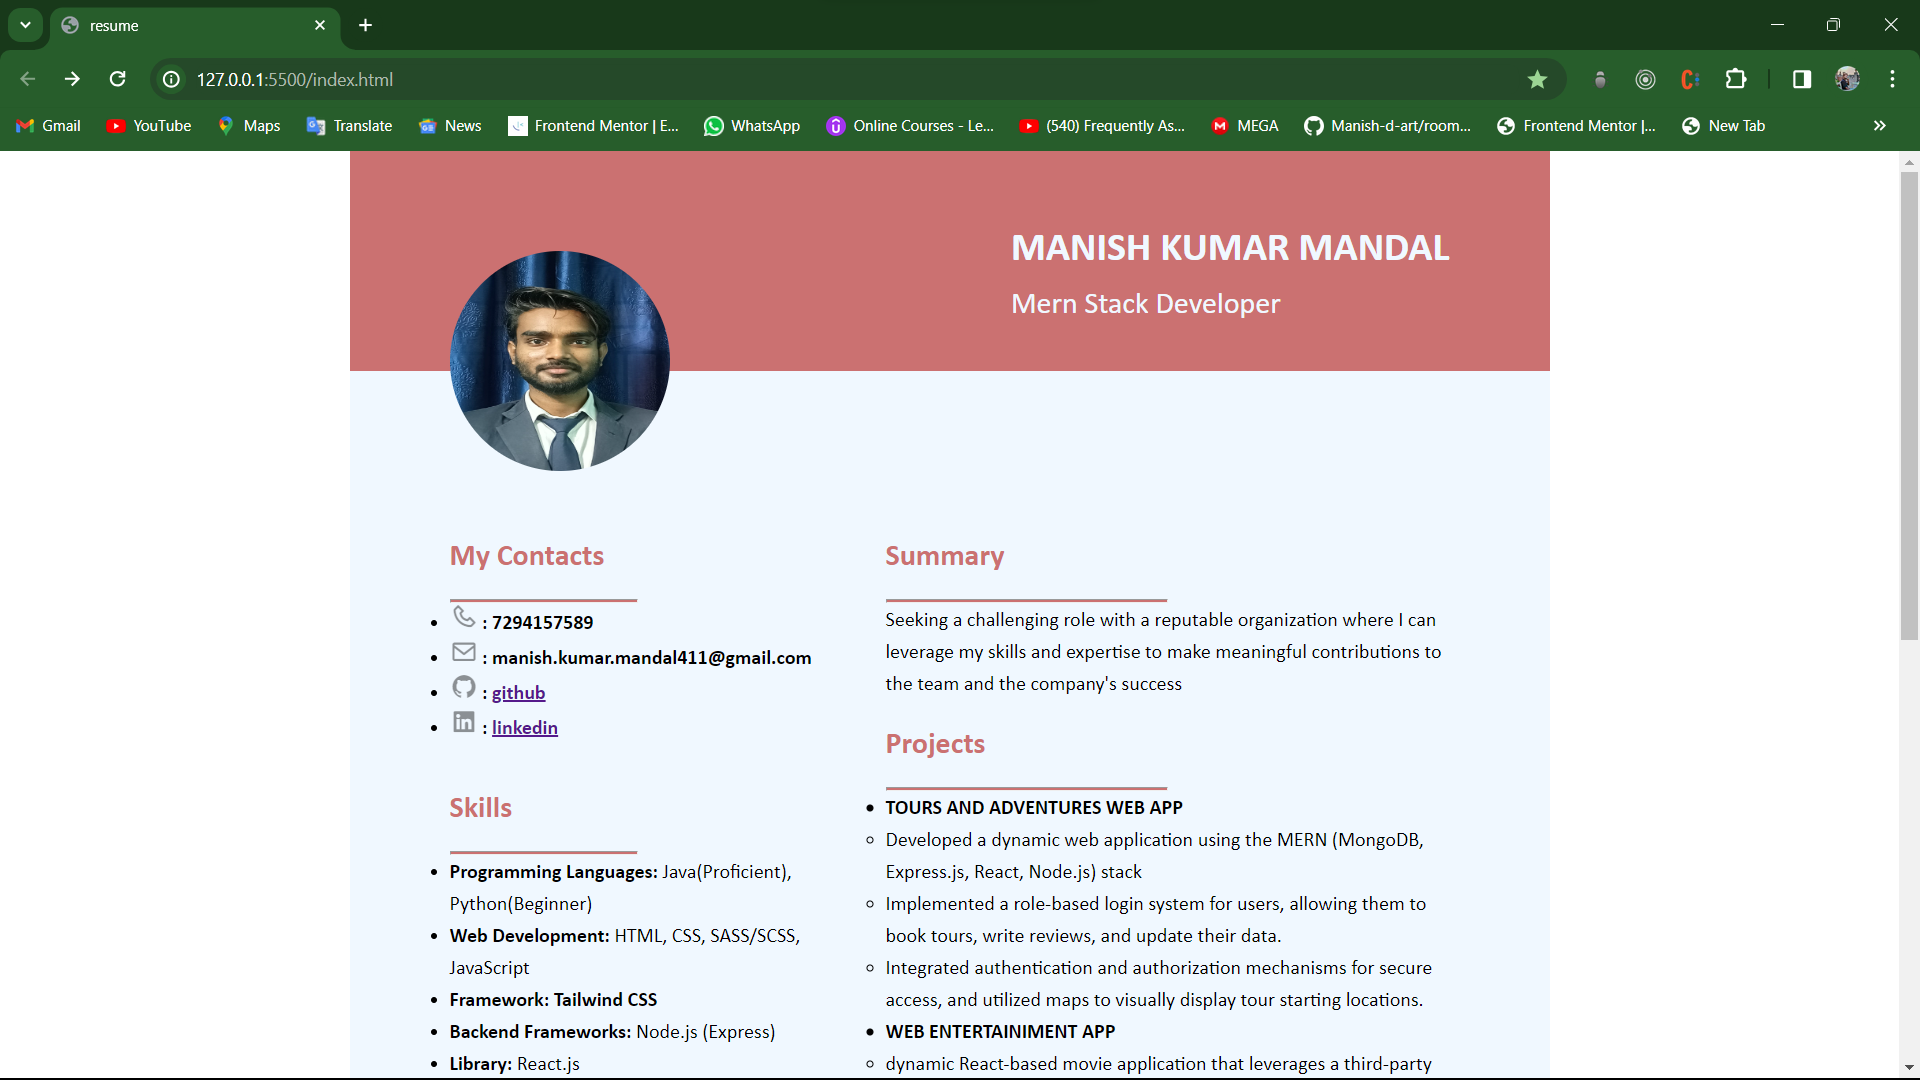 resume
127.0.0.1:5500/index.html
Gmail
YouTube
Maps
Translate
News
Frontend Mentor | E...
WhatsApp
Online Courses - Le...
(540) Frequently As...
MEGA
Manish-d-art/room...
Frontend Mentor |...
New Tab
MANISH KUMAR MANDAL
Mern Stack Developer
My Contacts
: 7294157589
: manish.kumar.mandal411@gmail.com
: github
: linkedin
Skills
Programming Languages: Java(Proficient),
Python(Beginner)
Web Development: HTML, CSS, SASS/SCSS,
JavaScript
Framework: Tailwind CSS
Backend Frameworks: Node.js (Express)
Library: React.js
Summary
Seeking a challenging role with a reputable organization where I can
leverage my skills and expertise to make meaningful contributions to
the team and the company's success
Projects
TOURS AND ADVENTURES WEB APP
Developed a dynamic web application using the MERN (MongoDB,
Express.js, React, Node.js) stack
Implemented a role-based login system for users, allowing them to
book tours, write reviews, and update their data.
Integrated authentication and authorization mechanisms for secure
access, and utilized maps to visually display tour starting locations.
WEB ENTERTAINIMENT APP
dynamic React-based movie application that leverages a third-party